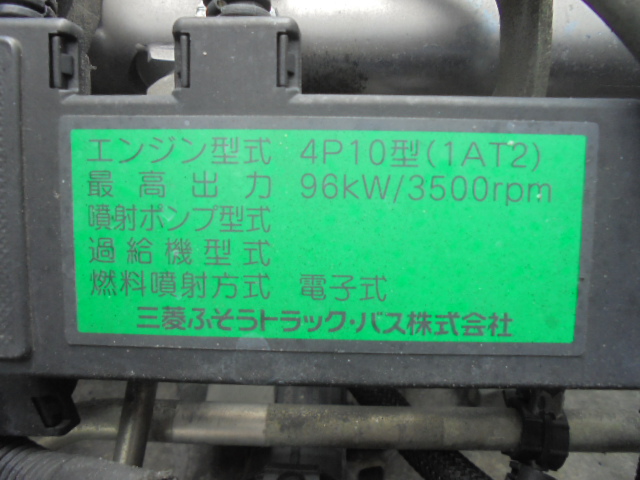 エンジン型式 4P10型(1AT2)
最高出力 96kW/3500rpm
噴射ポンプ型式
過給機型式
燃料噴射方式 電子式
三菱ふそうトラック・バス株式会社